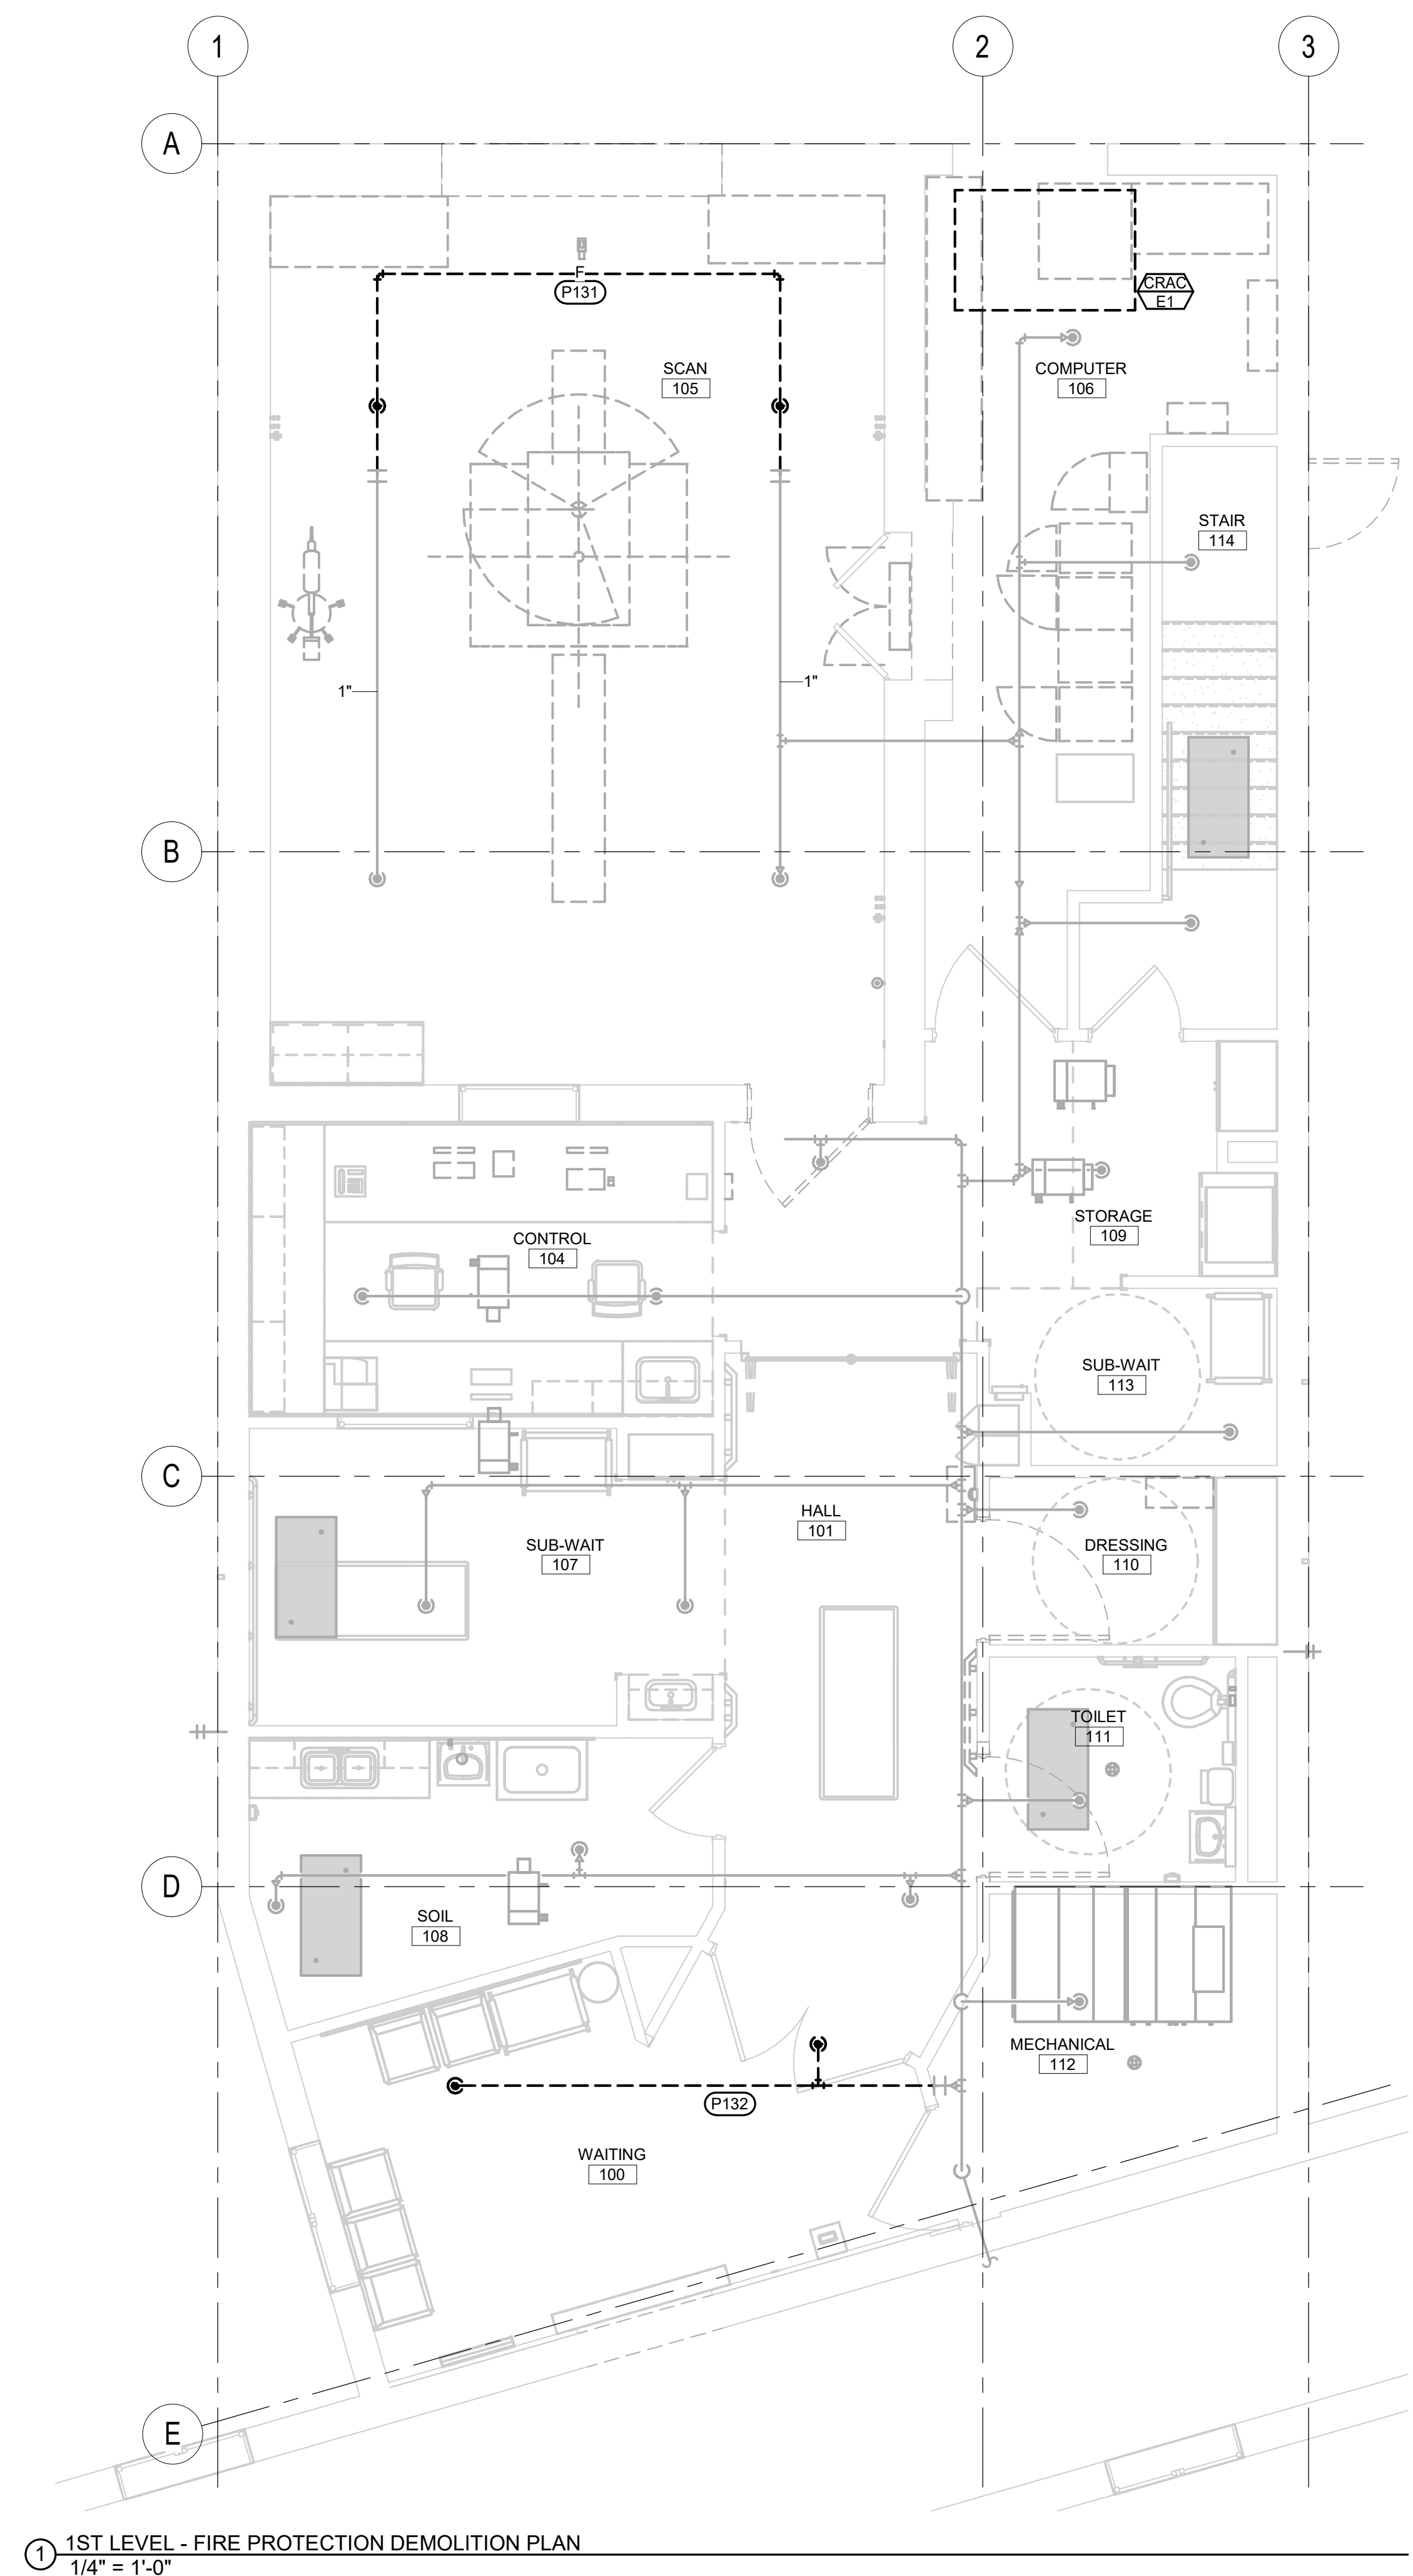 1
2
3
A
F
P131
CRAC
E1
SCAN
105
COMPUTER
106
STAIR
114
1"
1"
B
STORAGE
109
CONTROL
104
SUB-WAIT
113
C
HALL
101
SUB-WAIT
107
DRESSING
110
TOILET
111
D
SOIL
108
MECHANICAL
112
P132
WAITING
100
E
1
1ST LEVEL - FIRE PROTECTION DEMOLITION PLAN
1/4" = 1'-0"